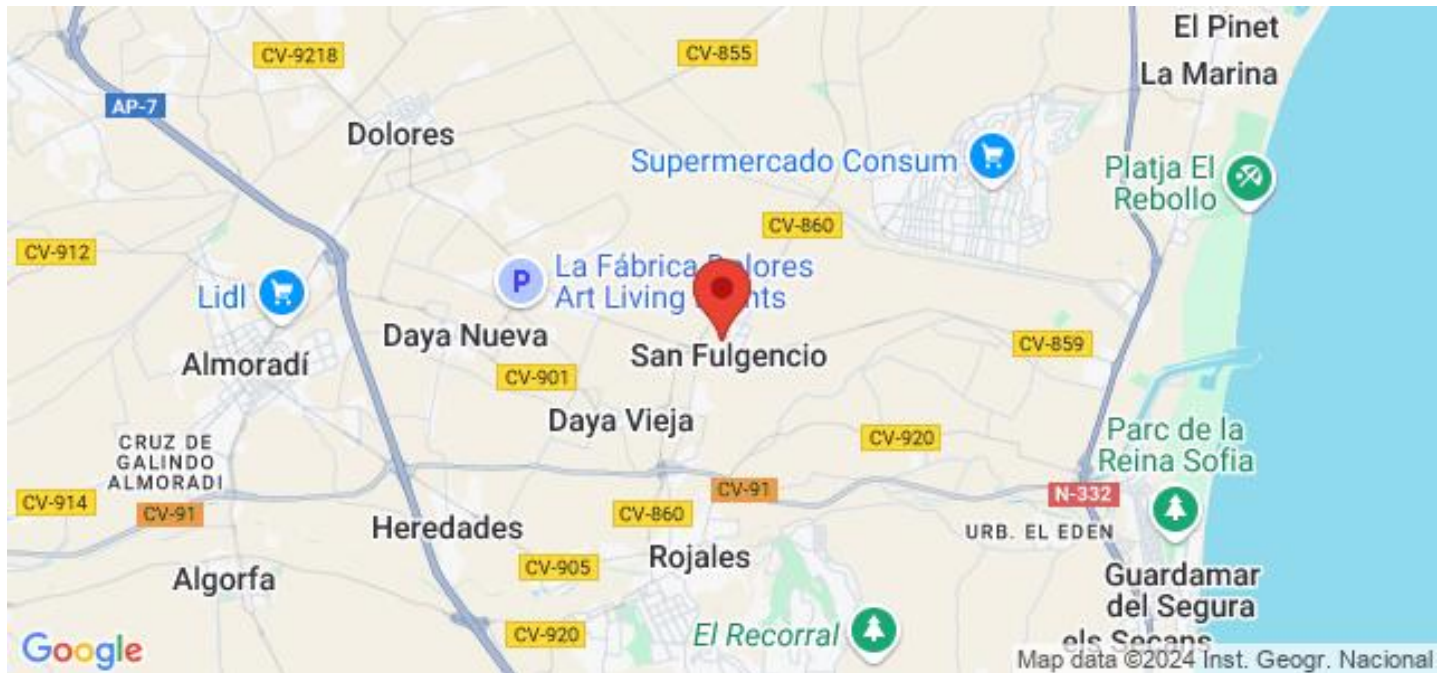 El Pinet
CV-9218
CV-855
La Marina
AP-7
Dolores
Supermercado Consum
Platja El
Rebollo
CV-860
CV-912
La Fábrica Dolores
Art Living
P
Lidl
Daya Nueva
CV-859
San Fulgencio
Almoradí
CV-901
Daya Vieja
CV-920
Parc de la
Reina Sofia
CRUZ DE
GALINDO
ALMORADI
CV-914
CV-91
CV-91
N-332
CV-860
Heredades
URB. EL EDEN
Rojales
CV-905
Algorfa
Guardamar
del Segura
CV-920
El Recorral
els Secans
Google
Map data ©2024 Inst. Geogr. Nacional